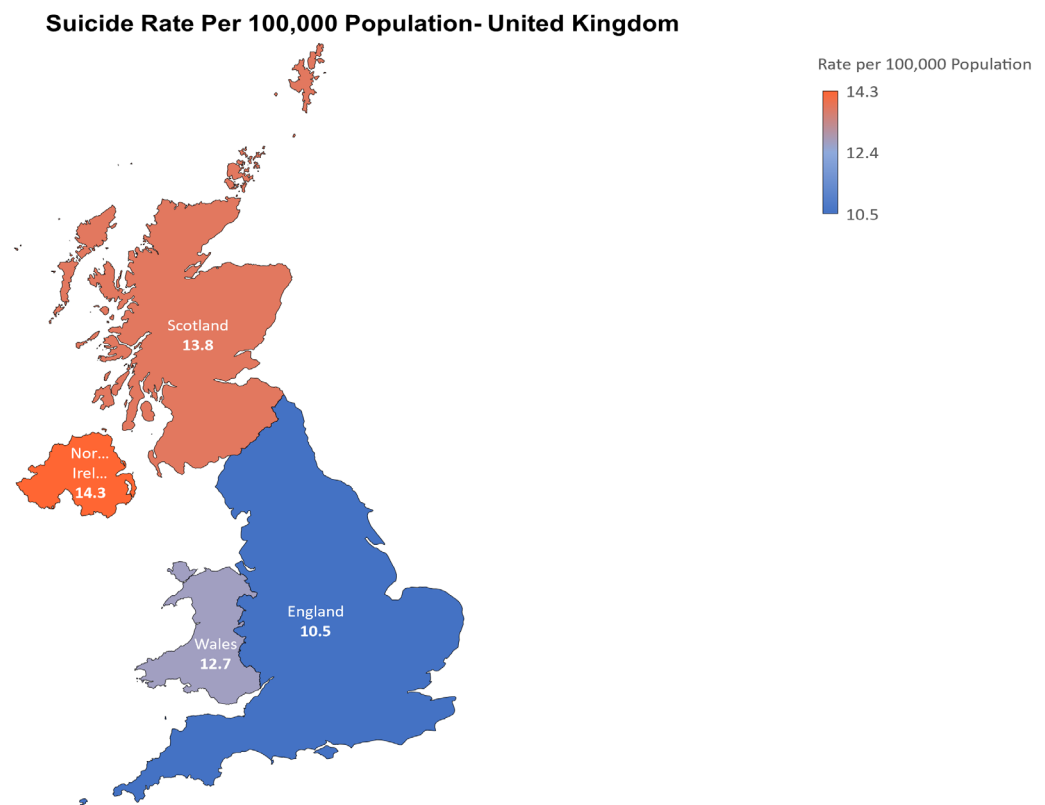 Suicide Rate Per 100,000 Population- United Kingdom
Rate per 100,000 Population
14.3
12.4
10.5
Scotland
13.8
Nor...
Irel...
14.3
England
10.5
Wales
12.7